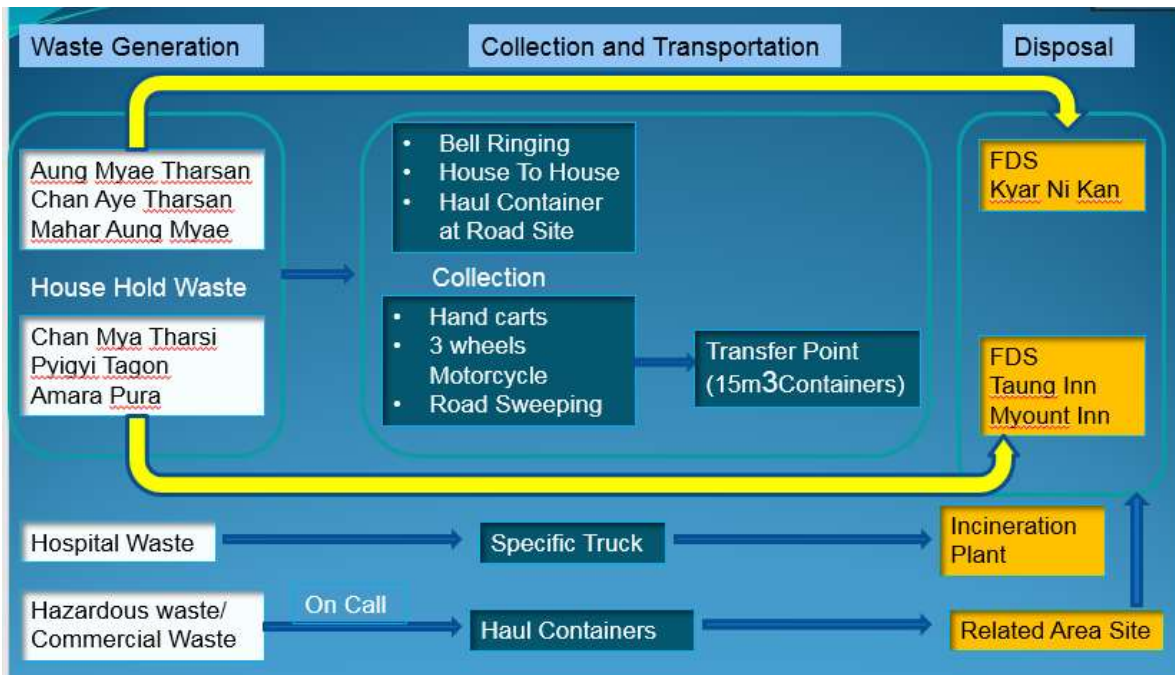 Waste Generation
Collection and Transportation
Disposal
Aung Myae Tharsan
Chan Aye Tharsan
Mahar Aung Myae
House Hold Waste
Chan Mya Tharsi
Pyigyi Tagon
Amara Pura
• Bell Ringing
• House To House
• Haul Container
at Road Site
Collection
• Hand carts
• 3 wheels
Motorcycle
• Road Sweeping
Transfer Point
(15m3Containers)
FDS
Kyar Ni Kan
FDS
Taung Inn
Myount Inn
Hospital Waste
Specific Truck
Incineration
Plant
Hazardous waste/
Commercial Waste
On Call
Haul Containers
Related Area Site